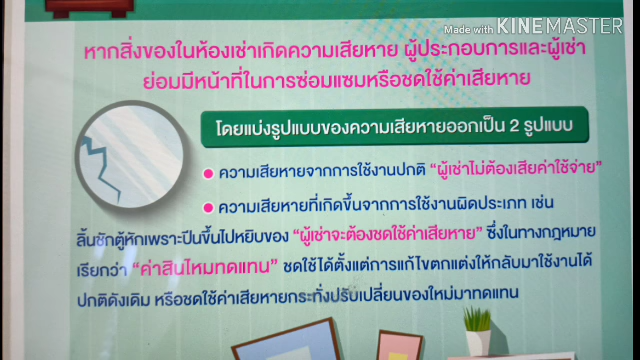 Made with KINEMASTER
หากสิ่งของในห้องเช่าเกิดความเสียหาย ผู้ประกอบการและผู้เช่า
ย่อมมีหน้าที่ในการซ่อมแซมหรือชดใช้ค่าเสียหาย
โดยแบ่งรูปแบบของความเสียหายออกเป็น 2 รูปแบบ
• ความเสียหายจากการใช้งานปกติ “ผู้เช่าไม่ต้องเสียค่าใช้จ่าย”
• ความเสียหายที่เกิดขึ้นจากการใช้งานผิดประเภท เช่น
ลิ้นชักตู้หักเพราะปีนขึ้นไปหยิบของ “ผู้เช่าจะต้องชดใช้ค่าเสียหาย” ซึ่งในทางกฎหมาย
เรียกว่า “ค่าสินไหมทดแทน” ชดใช้ได้ตั้งแต่การแก้ไขตกแต่งให้กลับมาใช้งานได้
ปกติดังเดิม หรือชดใช้ค่าเสียหายกระทั่งปรับเปลี่ยนของใหม่มาทดแทน